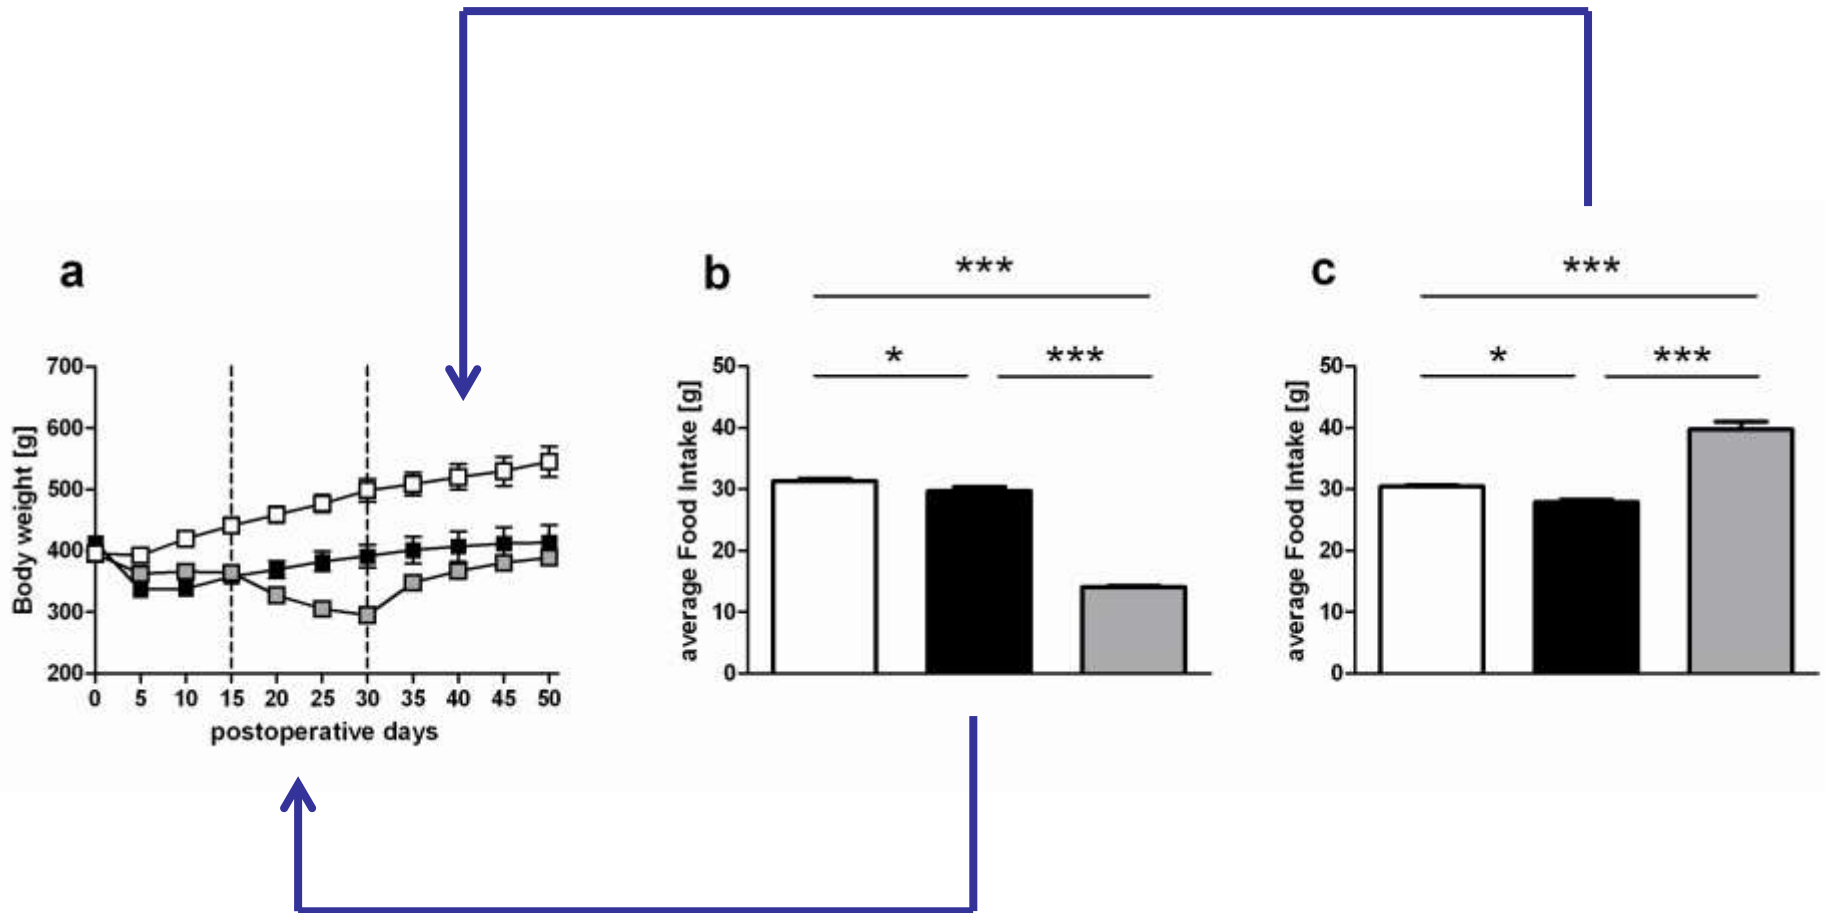 a
700
600
500
400
300
200
Body weight [g]
0 5 10 15 20 25 30 35 40 45 50
postoperative days
b
***
* ***
50
40
30
20
10
0
average Food Intake [g]
c
***
* ***
50
40
30
20
10
0
average Food Intake [g]